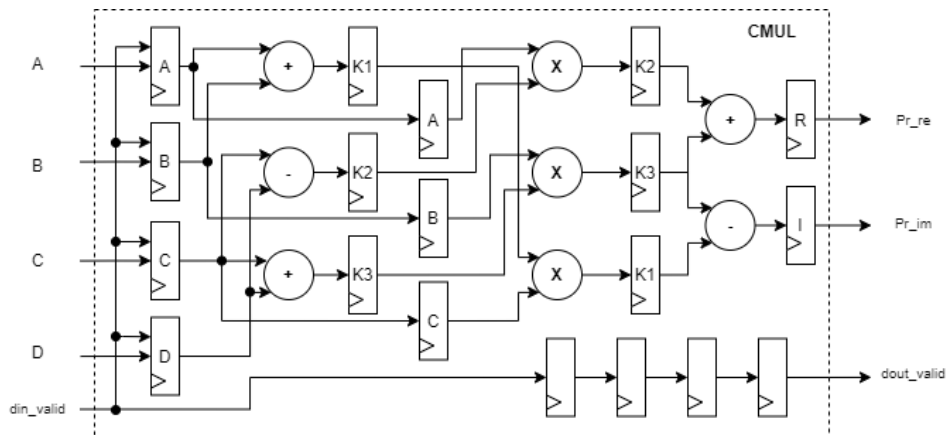 CMUL
A
A
+
K1
X
K2
A
+
R
Pr_re
B
B
-
K2
X
K3
B
-
I
Pr_im
C
C
+
K3
X
K1
C
D
D
dout_valid
din_valid